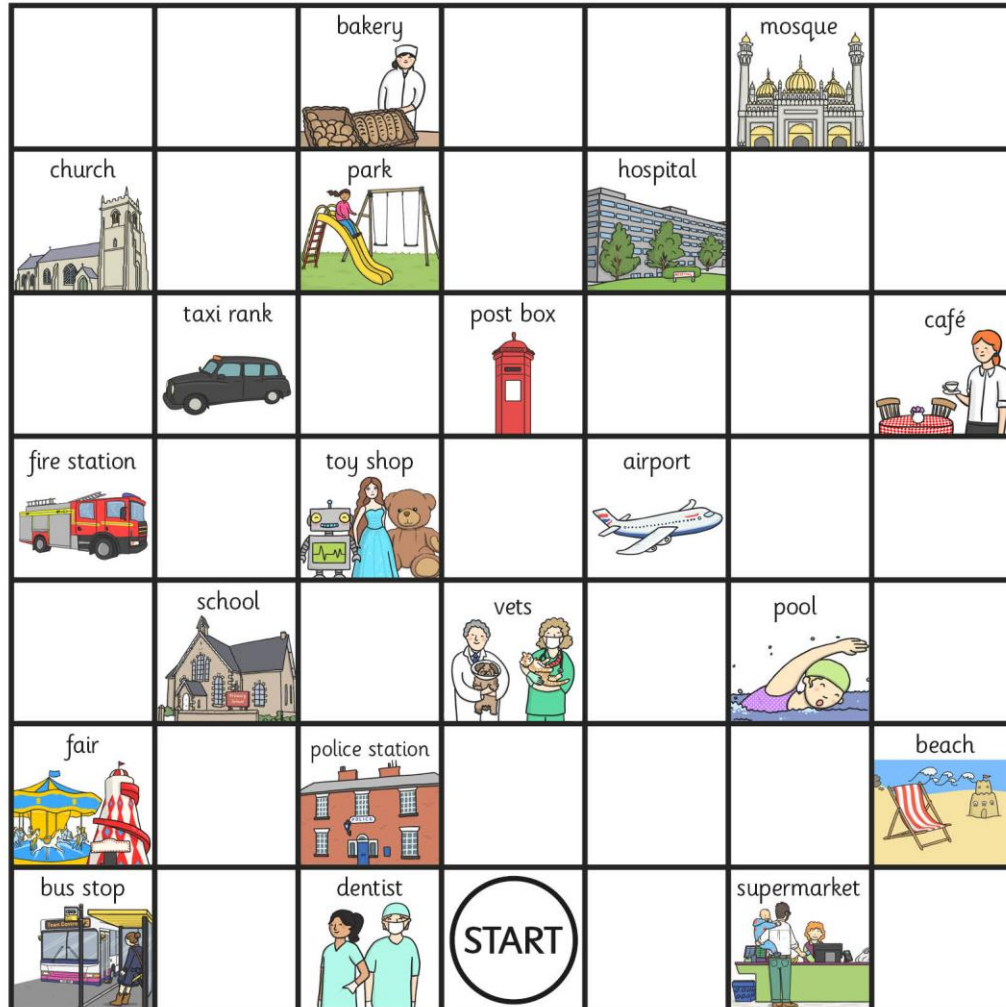 bakery
mosque
church
park
hospital
taxi rank
post box
café
fire station
toy shop
airport
school
vets
pool
fair
police station
beach
POLICE
bus stop
dentist
START
supermarket